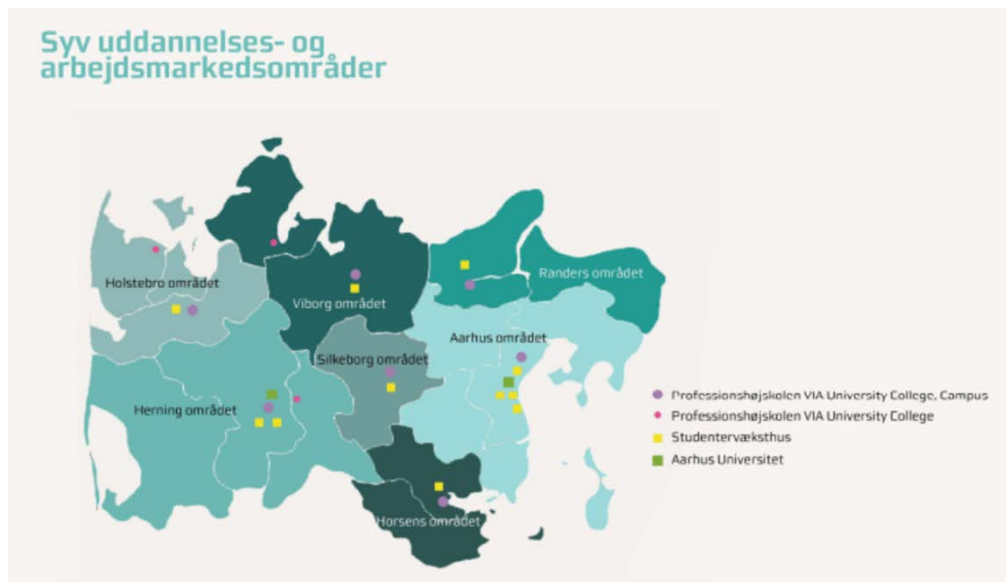 Syv uddannelses- og
arbejdsmarkedsområder
Holstebro området
Viborg området
Randers området
Silkeborg området
Aarhus området
Herning området
Horsens området
Professionshøjskolen VIA University College, Campus
Professionshøjskolen VIA University College
Studentervæksthus
Aarhus Universitet